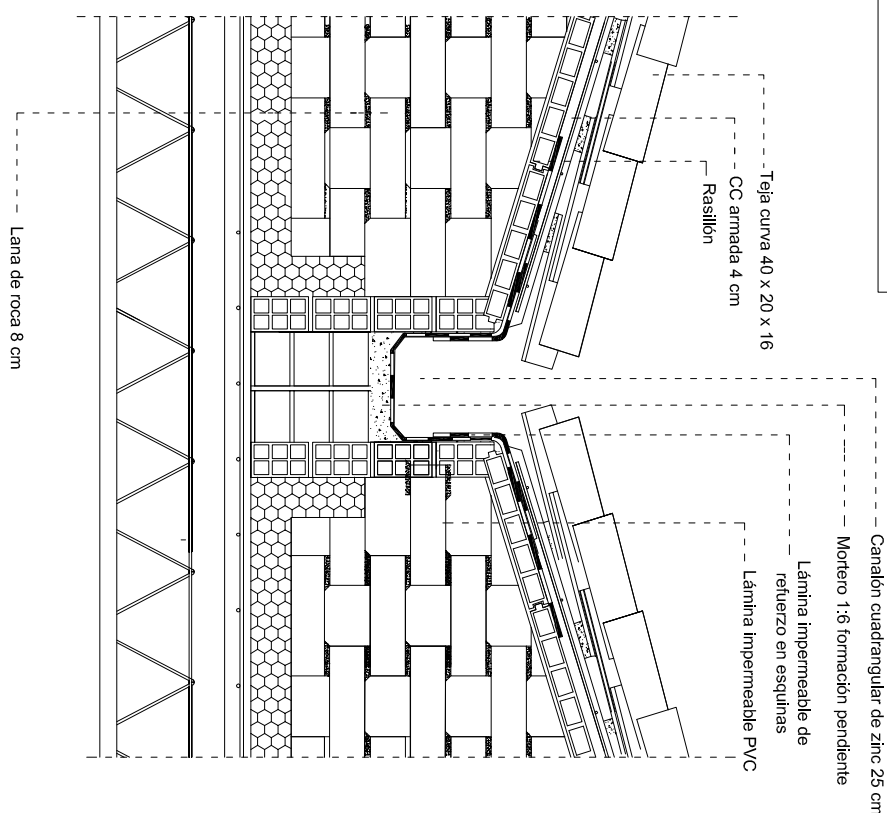 Canalón cuadrangular de zinc 25 cm
Mortero 1:6 formación pendiente
Lámina impermeable de
refuerzo en esquinas
Lámina impermeable PVC
Teja curva 40 x 20 x 16
CC armada 4 cm
Rasillón
Lana de roca 8 cm